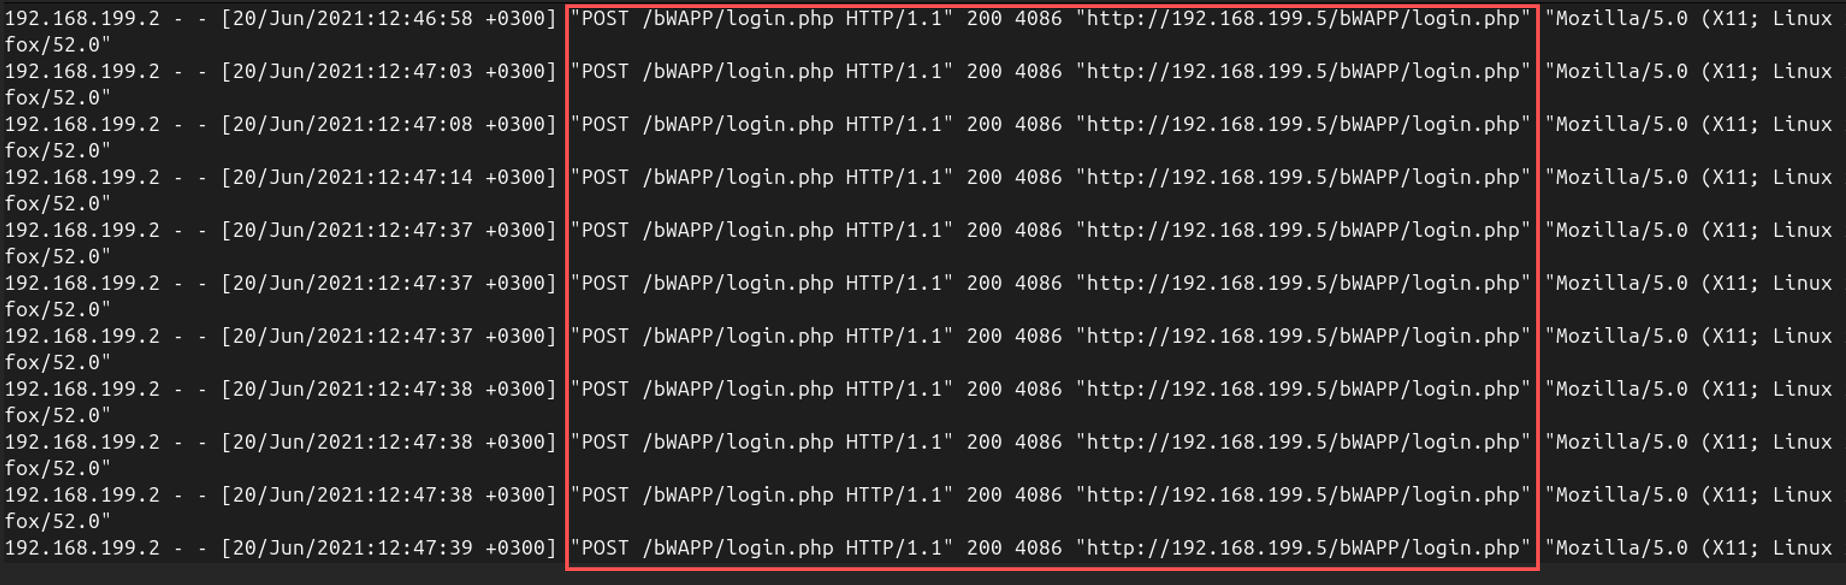 192.168.199.2 - - [20/Jun/2021:12:46:58 +0300] "POST /bWAPP/login.php HTTP/1.1" 200 4086 "http://192.168.199.5/bWAPP/login.php" "Mozilla/5.0 (X11; Linux
fox/52.0"
192.168.199.2 - - [20/Jun/2021:12:47:03 +0300] "POST /bWAPP/login.php HTTP/1.1" 200 4086 "http://192.168.199.5/bWAPP/login.php" "Mozilla/5.0 (X11; Linux
fox/52.0"
192.168.199.2 - - [20/Jun/2021:12:47:08 +0300] "POST /bWAPP/login.php HTTP/1.1" 200 4086 "http://192.168.199.5/bWAPP/login.php" "Mozilla/5.0 (X11; Linux
fox/52.0"
192.168.199.2 - - [20/Jun/2021:12:47:14 +0300] "POST /bWAPP/login.php HTTP/1.1" 200 4086 "http://192.168.199.5/bWAPP/login.php" "Mozilla/5.0 (X11; Linux
fox/52.0"
192.168.199.2 - - [20/Jun/2021:12:47:37 +0300] "POST /bWAPP/login.php HTTP/1.1" 200 4086 "http://192.168.199.5/bWAPP/login.php" "Mozilla/5.0 (X11; Linux
fox/52.0"
192.168.199.2 - - [20/Jun/2021:12:47:37 +0300] "POST /bWAPP/login.php HTTP/1.1" 200 4086 "http://192.168.199.5/bWAPP/login.php" "Mozilla/5.0 (X11; Linux
fox/52.0"
192.168.199.2 - - [20/Jun/2021:12:47:37 +0300] "POST /bWAPP/login.php HTTP/1.1" 200 4086 "http://192.168.199.5/bWAPP/login.php" "Mozilla/5.0 (X11; Linux
fox/52.0"
192.168.199.2 - - [20/Jun/2021:12:47:38 +0300] "POST /bWAPP/login.php HTTP/1.1" 200 4086 "http://192.168.199.5/bWAPP/login.php" "Mozilla/5.0 (X11; Linux
fox/52.0"
192.168.199.2 - - [20/Jun/2021:12:47:38 +0300] "POST /bWAPP/login.php HTTP/1.1" 200 4086 "http://192.168.199.5/bWAPP/login.php" "Mozilla/5.0 (X11; Linux
fox/52.0"
192.168.199.2 - - [20/Jun/2021:12:47:38 +0300] "POST /bWAPP/login.php HTTP/1.1" 200 4086 "http://192.168.199.5/bWAPP/login.php" "Mozilla/5.0 (X11; Linux
fox/52.0"
192.168.199.2 - - [20/Jun/2021:12:47:39 +0300] "POST /bWAPP/login.php HTTP/1.1" 200 4086 "http://192.168.199.5/bWAPP/login.php" "Mozilla/5.0 (X11; Linux